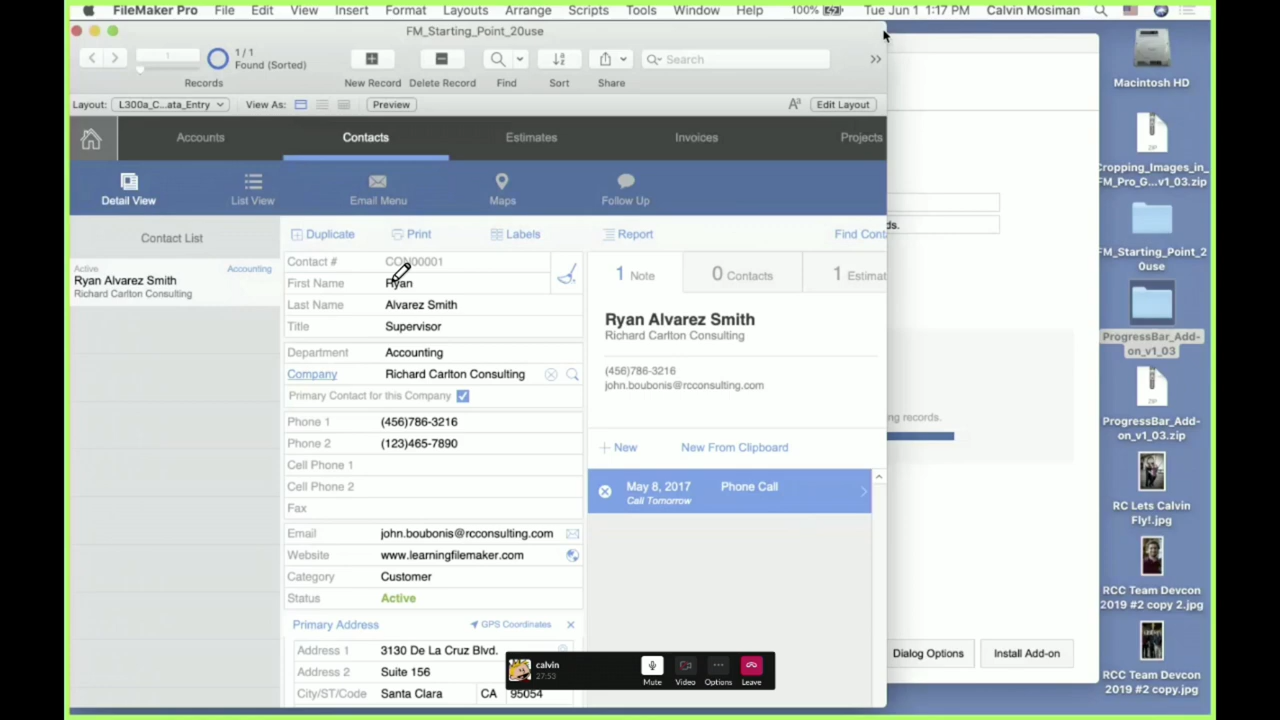 FileMaker Pro File Edit View Insert Format Layouts Arrange Scripts Tools Window Help 100% Tue Jun 1 1:17 PM Calvin Mosiman
FM_Starting_Point_20use
1
1 / 1
Found (Sorted)
Search
Records New Record Delete Record Find Sort Share
Layout: L300a_C...ata_Entry View As: Preview Edit Layout
Accounts Contacts Estimates Invoices Projects
Detail View List View Email Menu Maps Follow Up
Contact List
Active Accounting
Ryan Alvarez Smith
Richard Carlton Consulting
Duplicate Print Labels Report Find Cont
Contact # CON00001
First Name Ryan
Last Name Alvarez Smith
Title Supervisor
Department Accounting
Company Richard Carlton Consulting
Primary Contact for this Company
Phone 1 (456)786-3216
Phone 2 (123)465-7890
Cell Phone 1
Cell Phone 2
Fax
Email john.boubonis@rcconsulting.com
Website www.learningfilemaker.com
Category Customer
Status Active
Primary Address GPS Coordinates
Address 1 3130 De La Cruz Blvd.
Address 2 Suite 156
City/ST/Code Santa Clara CA 95054
1 Note 0 Contacts 1 Estimat
Ryan Alvarez Smith
Richard Carlton Consulting
(456)786-3216
john.boubonis@rcconsulting.com
New New From Clipboard
May 8, 2017 Phone Call
Call Tomorrow
calvin
27:53
Mute Video Options Leave
ds.
ng records.
Dialog Options Install Add-on
Macintosh HD
ZIP
Cropping_Images_in_
FM_Pro_G...v1_03.zip
FM_Starting_Point_2
0use
ProgressBar_Add-
on_v1_03
ZIP
ProgressBar_Add-
on_v1_03.zip
RC Lets Calvin
Fly!.jpg
RCC Team Devcon
2019 #2 copy 2.jpg
RCC Team Devcon
2019 #2 copy.jpg